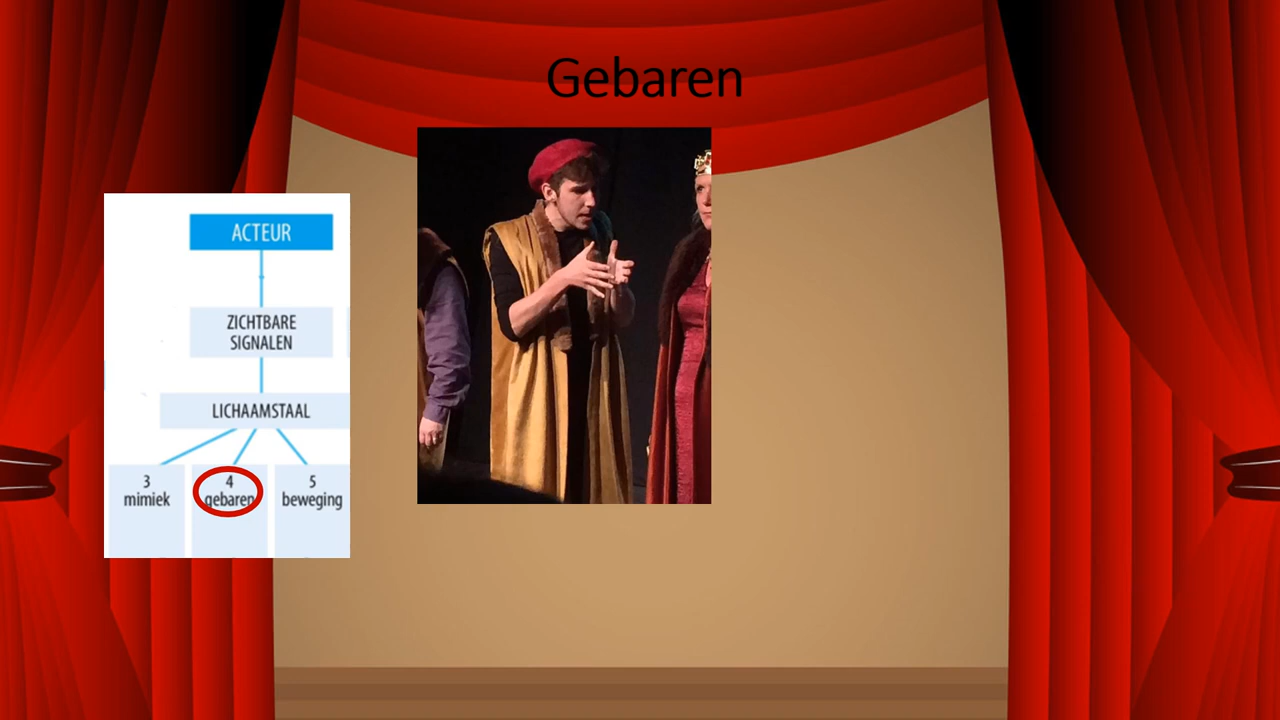 Gebaren
ACTEUR
ZICHTBARE
SIGNALEN
LICHAAMSTAAL
3
mimiek
4
gebaren
5
beweging